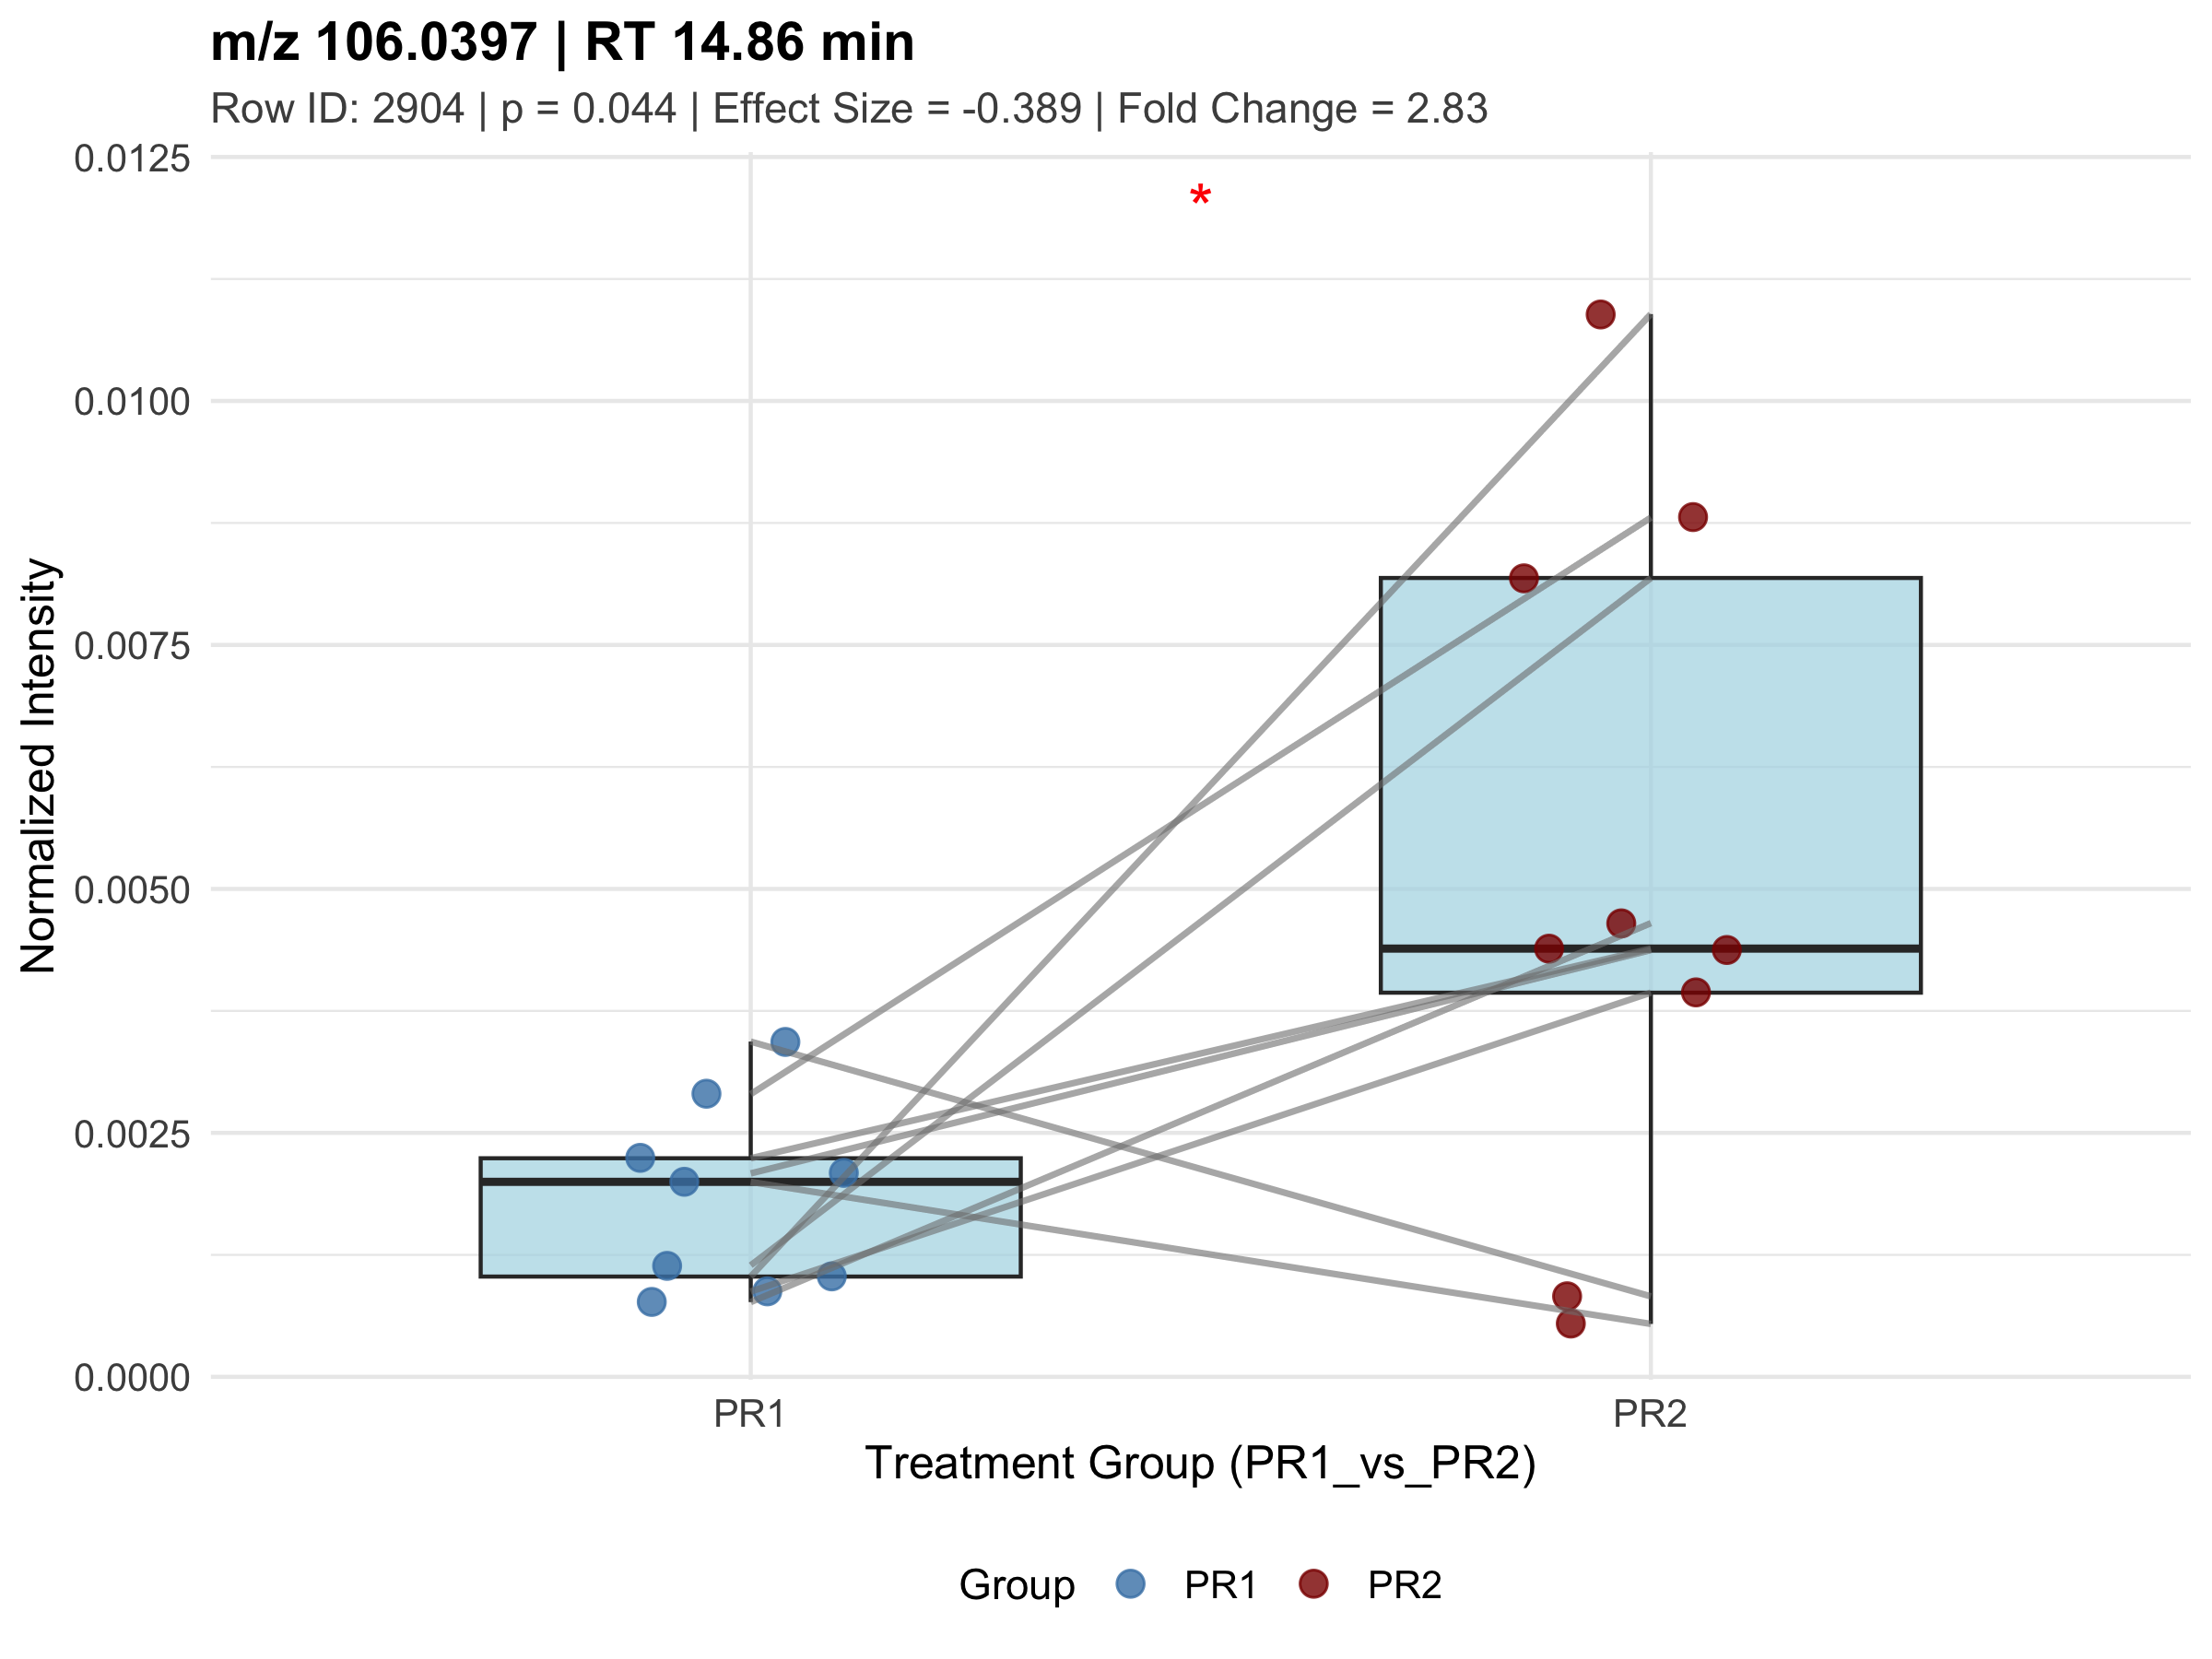 m/z 106.0397 | RT 14.86 min
Row ID: 2904 | p = 0.044 | Effect Size = -0.389 | Fold Change = 2.83
*
Normalized Intensity
0.0125
0.0100
0.0075
0.0050
0.0025
0.0000
PR1 PR2
Treatment Group (PR1_vs_PR2)
Group PR1 PR2